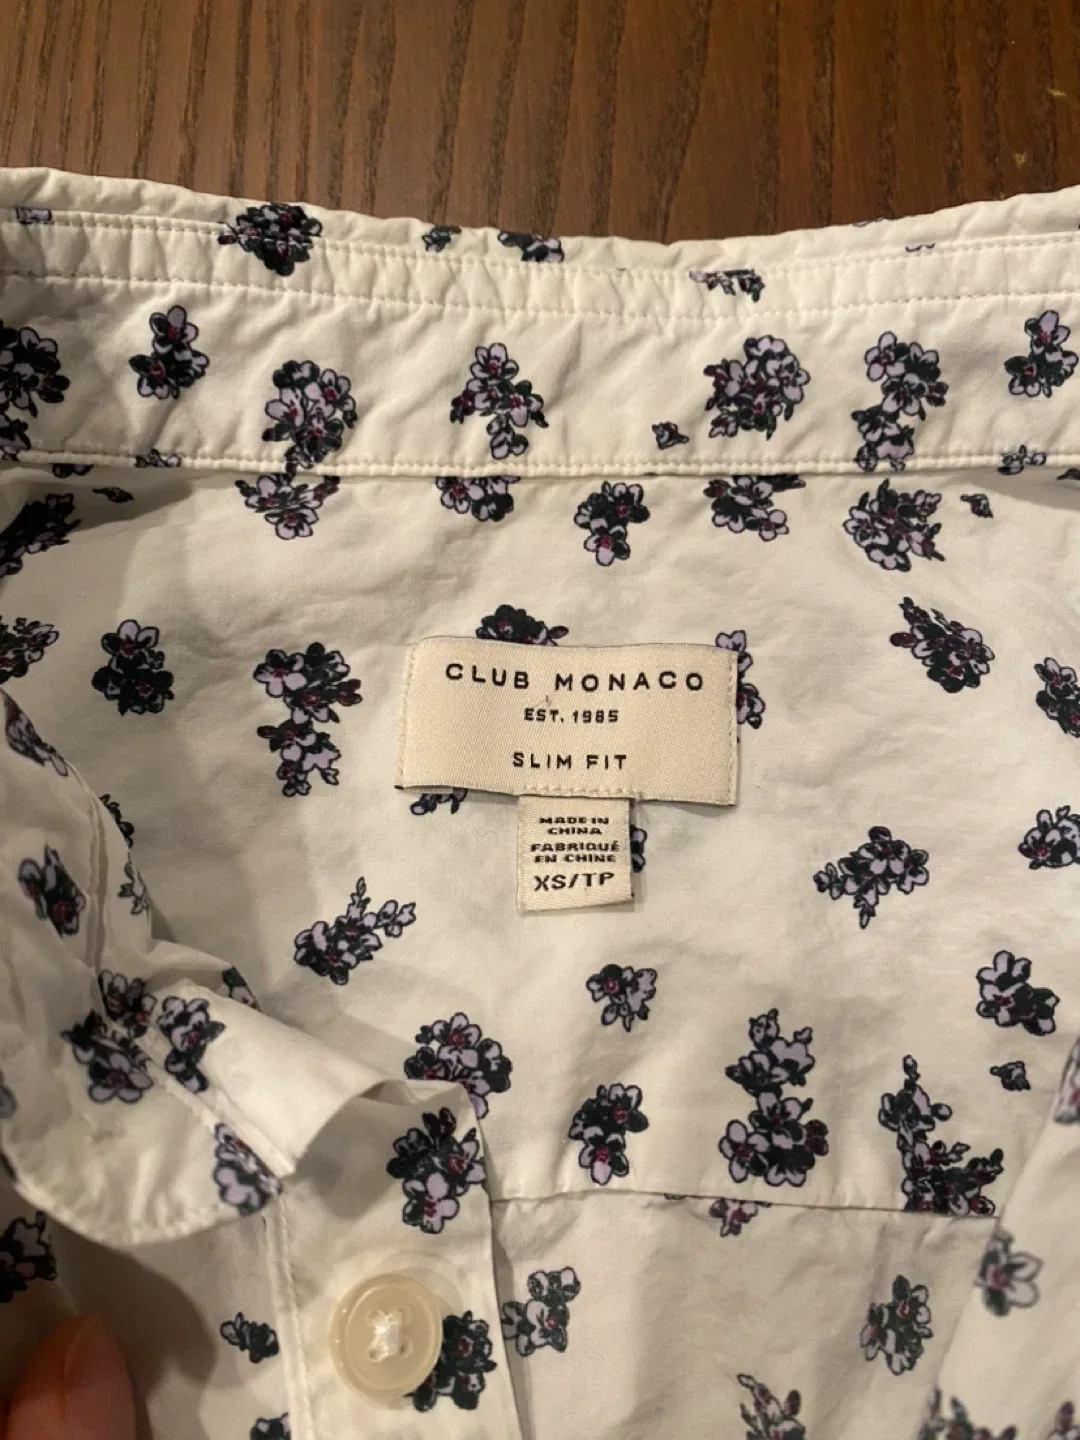 CLUB MONACO
EST. 1985
SLIM FIT
MADE IN
CHINA
FABRIQUÉ
EN CHINE
XS/TP